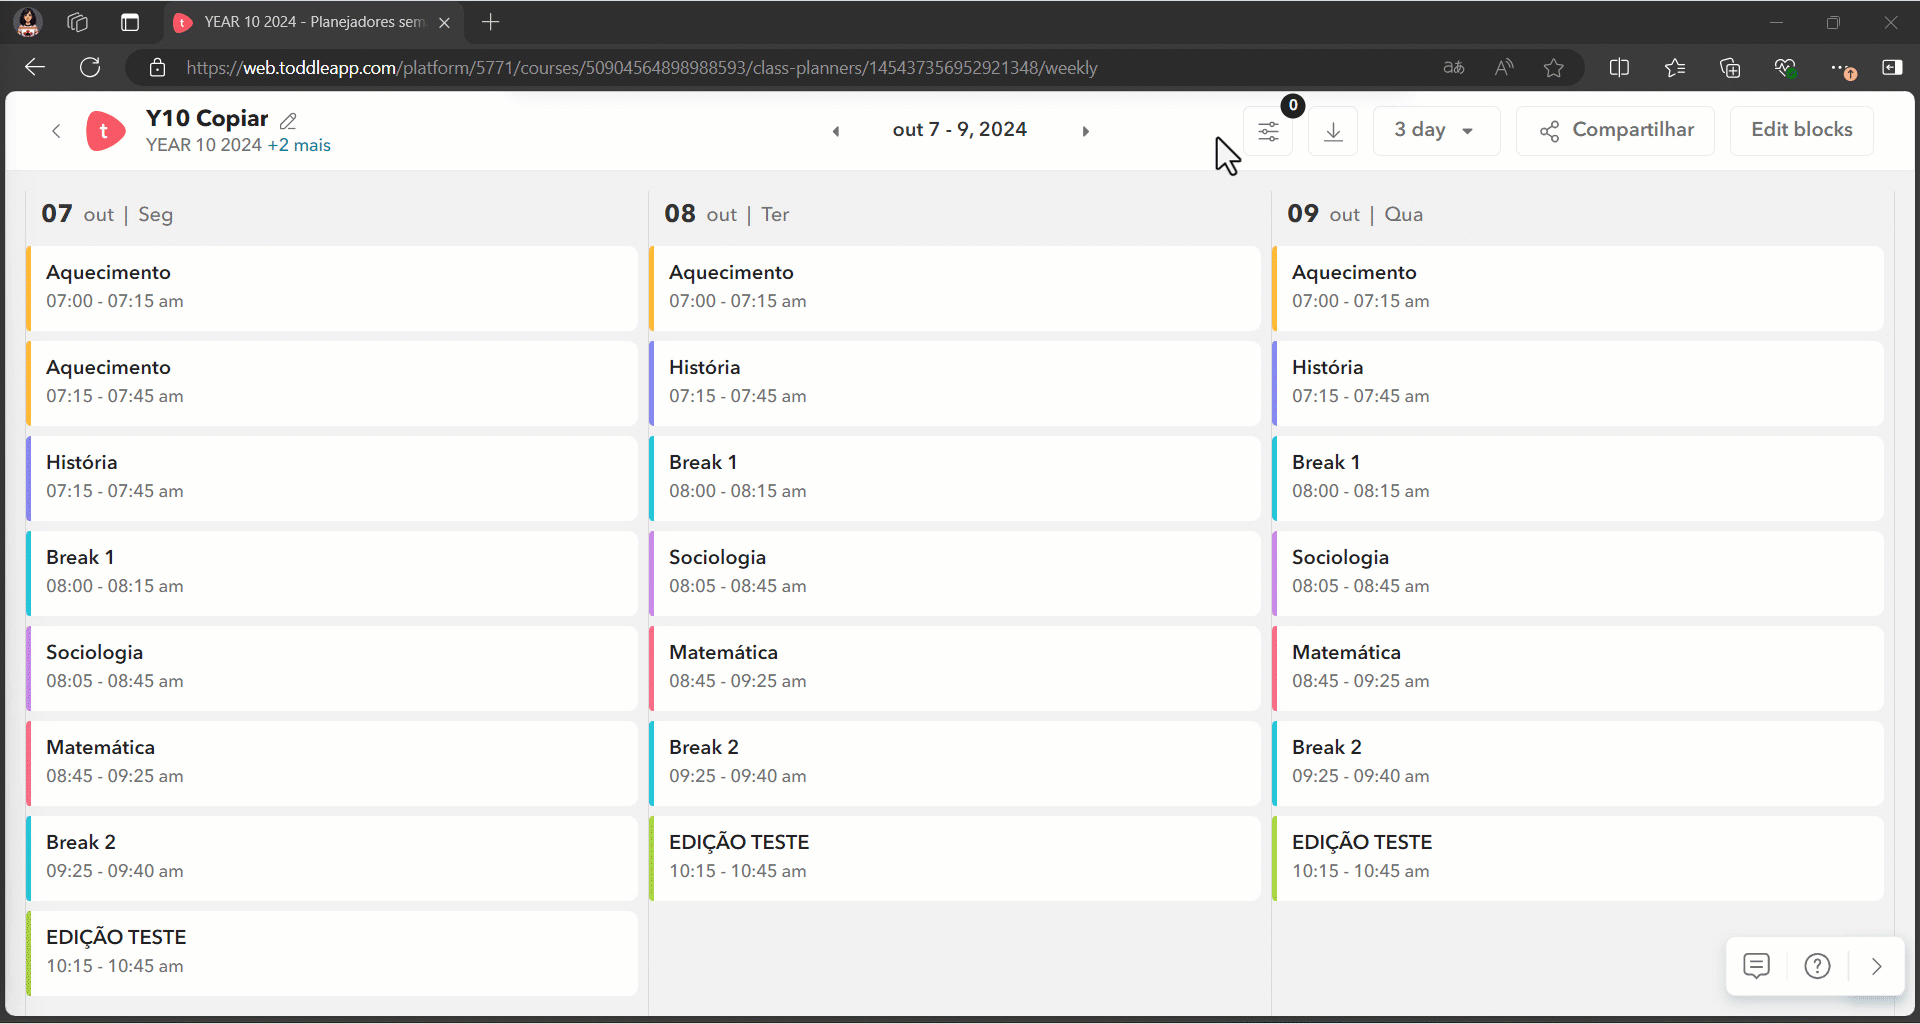 YEAR 10 2024 - Planejadores sem
https://web.toddleapp.com/platform/5771/courses/50904564898988593/class-planners/145437356952921348/weekly
aあ
A
t
Y10 Copiar
YEAR 10 2024 +2 mais
out 7 - 9, 2024
0
3 day
Compartilhar
Edit blocks
07 out | Seg
Aquecimento
07:00 - 07:15 am
Aquecimento
07:15 - 07:45 am
História
07:15 - 07:45 am
Break 1
08:00 - 08:15 am
Sociologia
08:05 - 08:45 am
Matemática
08:45 - 09:25 am
Break 2
09:25 - 09:40 am
EDIÇÃO TESTE
10:15 - 10:45 am
08 out | Ter
Aquecimento
07:00 - 07:15 am
História
07:15 - 07:45 am
Break 1
08:00 - 08:15 am
Sociologia
08:05 - 08:45 am
Matemática
08:45 - 09:25 am
Break 2
09:25 - 09:40 am
EDIÇÃO TESTE
10:15 - 10:45 am
09 out | Qua
Aquecimento
07:00 - 07:15 am
História
07:15 - 07:45 am
Break 1
08:00 - 08:15 am
Sociologia
08:05 - 08:45 am
Matemática
08:45 - 09:25 am
Break 2
09:25 - 09:40 am
EDIÇÃO TESTE
10:15 - 10:45 am